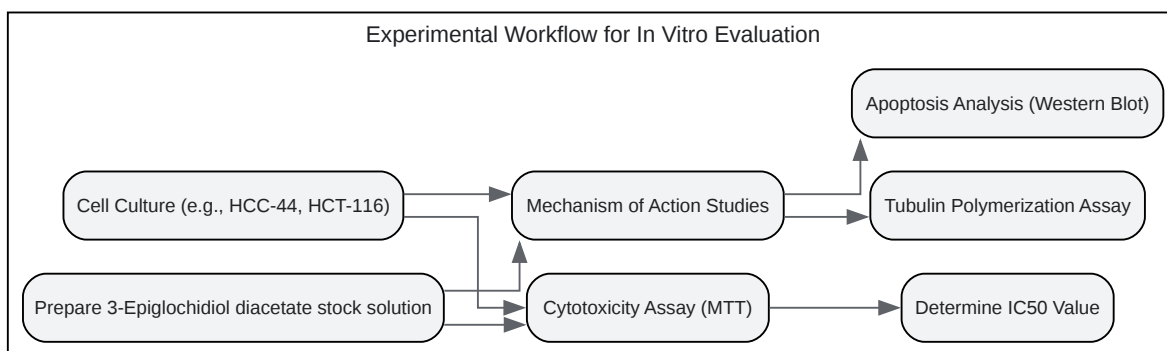 Experimental Workflow for In Vitro Evaluation
Apoptosis Analysis (Western Blot)
Cell Culture (e.g., HCC-44, HCT-116)
Mechanism of Action Studies
Tubulin Polymerization Assay
Prepare 3-Epiglochidiol diacetate stock solution
Cytotoxicity Assay (MTT)
Determine IC50 Value